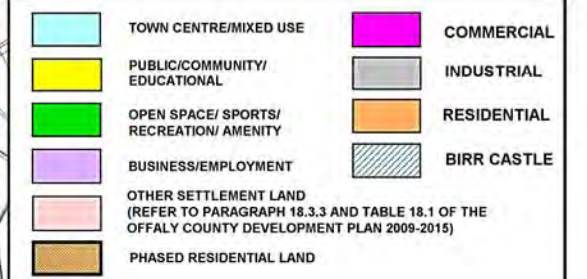 TOWN CENTRE/MIXED USE
PUBLIC/COMMUNITY/
EDUCATIONAL
OPEN SPACE/ SPORTS/
RECREATION/ AMENITY
BUSINESS/EMPLOYMENT
OTHER SETTLEMENT LAND
(REFER TO PARAGRAPH 18.3.3 AND TABLE 18.1 OF THE
OFFALY COUNTY DEVELOPMENT PLAN 2009-2015)
PHASED RESIDENTIAL LAND
COMMERCIAL
INDUSTRIAL
RESIDENTIAL
BIRR CASTLE